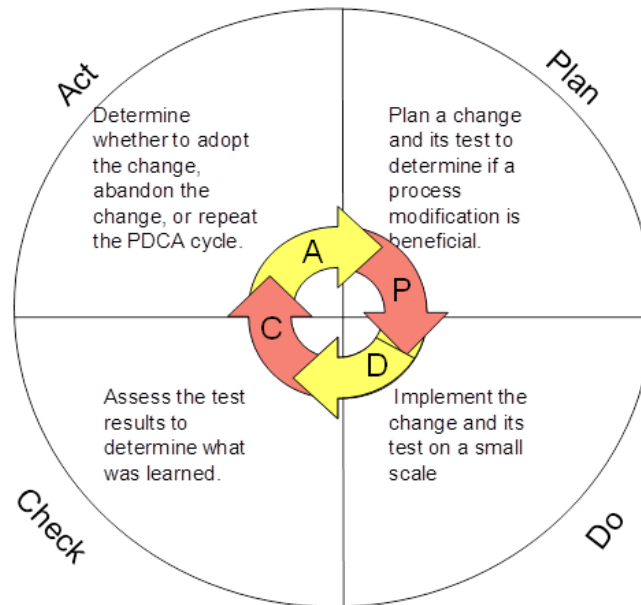 Act
Plan
Determine
whether to adopt
the change,
abandon the
change, or repeat
the PDCA cycle.
Plan a change
and its test to
determine if a
process
modification is
beneficial.
A
P
C
D
Assess the test
results to
determine what
was learned.
Implement the
change and its
test on a small
scale
Check
Do